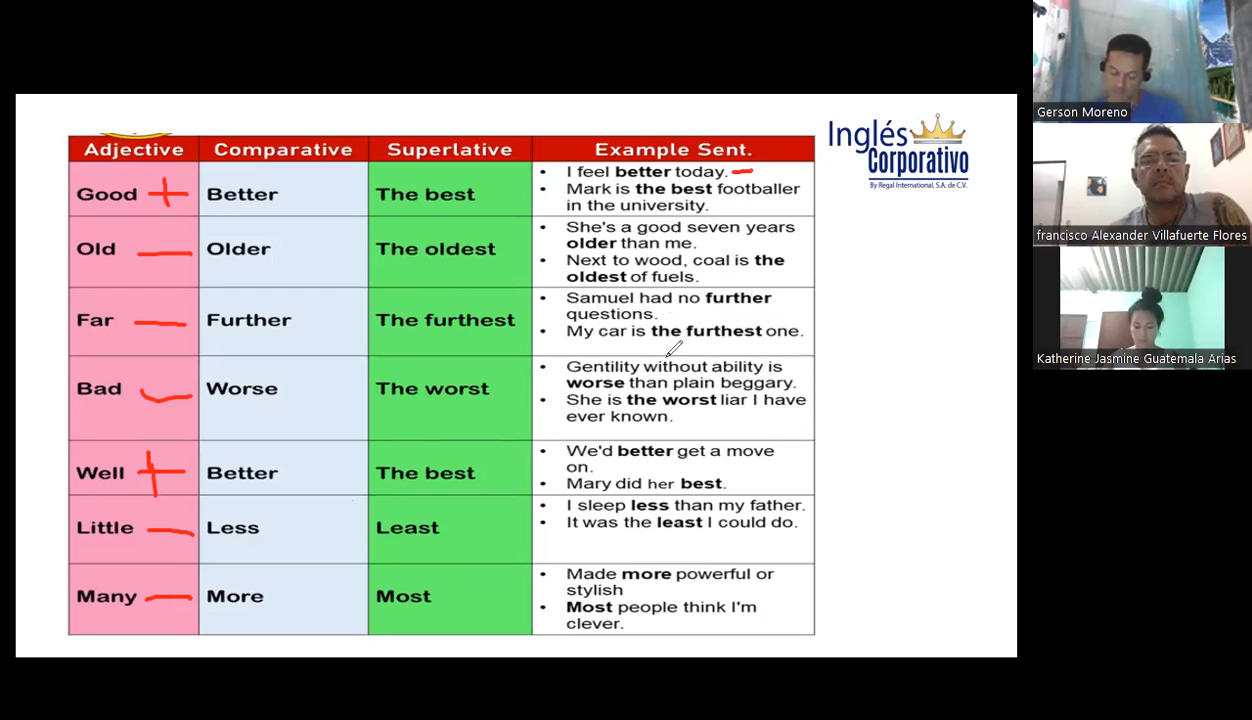 Inglés
Corporativo
By Regal International, S.A. de C.V.
Adjective Comparative Superlative Example Sent.
Good Better The best
• I feel better today.
• Mark is the best footballer
in the university.
Old Older The oldest
• She's a good seven years
older than me.
• Next to wood, coal is the
oldest of fuels.
Far Further The furthest
• Samuel had no further
questions.
• My car is the furthest one.
Bad Worse The worst
• Gentility without ability is
worse than plain beggary.
• She is the worst liar I have
ever known.
Well Better The best
• We'd better get a move
on.
• Mary did her best.
Little Less Least
• I sleep less than my father.
• It was the least I could do.
Many More Most
• Made more powerful or
stylish
• Most people think I'm
clever.
Gerson Moreno
francisco Alexander Villafuerte Flores
Katherine Jasmine Guatemala Arias